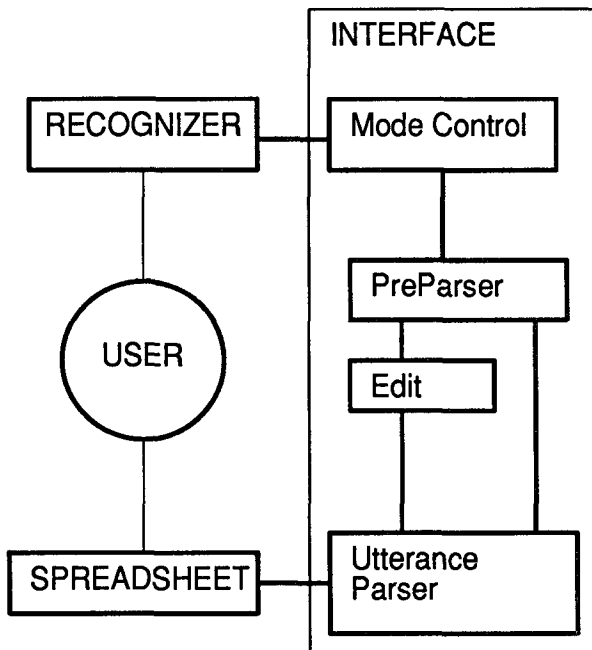 INTERFACE
RECOGNIZER
Mode Control
PreParser
USER
Edit
Utterance
Parser
SPREADSHEET